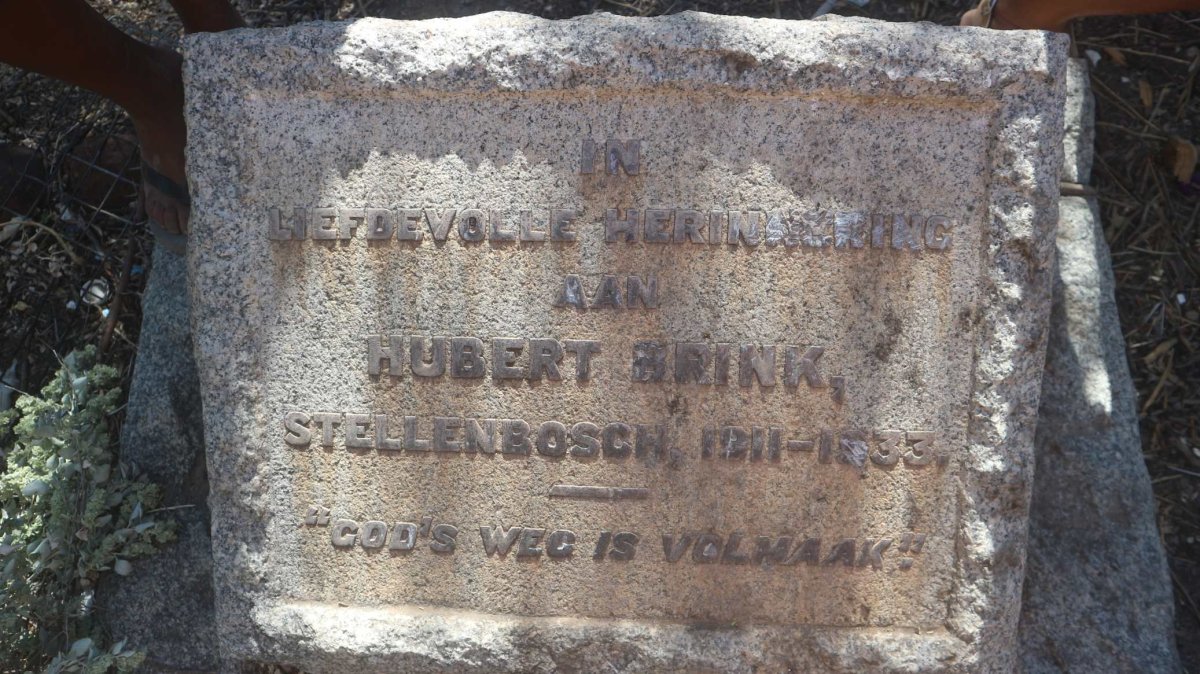 IN
LIEFDEVOLLE HERINNERING
AAN
HUBERT BRINK,
STELLENBOSCH, 1911-1933.
"GOD'S WEG IS VOLMAAK"